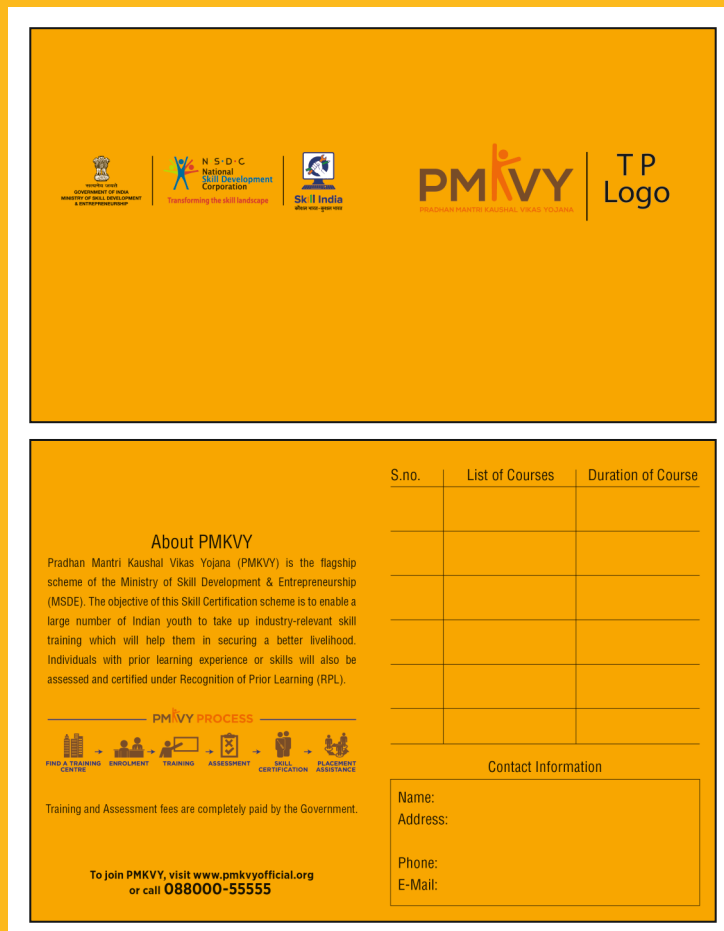 सत्यमेव जयते
GOVERNMENT OF INDIA
MINISTRY OF SKILL DEVELOPMENT
& ENTREPRENEURSHIP
N S · D · C
National
Skill Development
Corporation
Transforming the skill landscape
Skill India
कौशल भारत - कुशल भारत
PMKVY
PRADHAN MANTRI KAUSHAL VIKAS YOJANA
T P
Logo
About PMKVY
Pradhan Mantri Kaushal Vikas Yojana (PMKVY) is the flagship
scheme of the Ministry of Skill Development & Entrepreneurship
(MSDE). The objective of this Skill Certification scheme is to enable a
large number of Indian youth to take up industry-relevant skill
training which will help them in securing a better livelihood.
Individuals with prior learning experience or skills will also be
assessed and certified under Recognition of Prior Learning (RPL).
PMKVY PROCESS
FIND A TRAINING
CENTRE
ENROLMENT
TRAINING
ASSESSMENT
SKILL
CERTIFICATION
PLACEMENT
ASSISTANCE
Training and Assessment fees are completely paid by the Government.
To join PMKVY, visit www.pmkvyofficial.org
or call 088000-55555
S.no. List of Courses Duration of Course
Contact Information
Name:
Address:
Phone:
E-Mail: